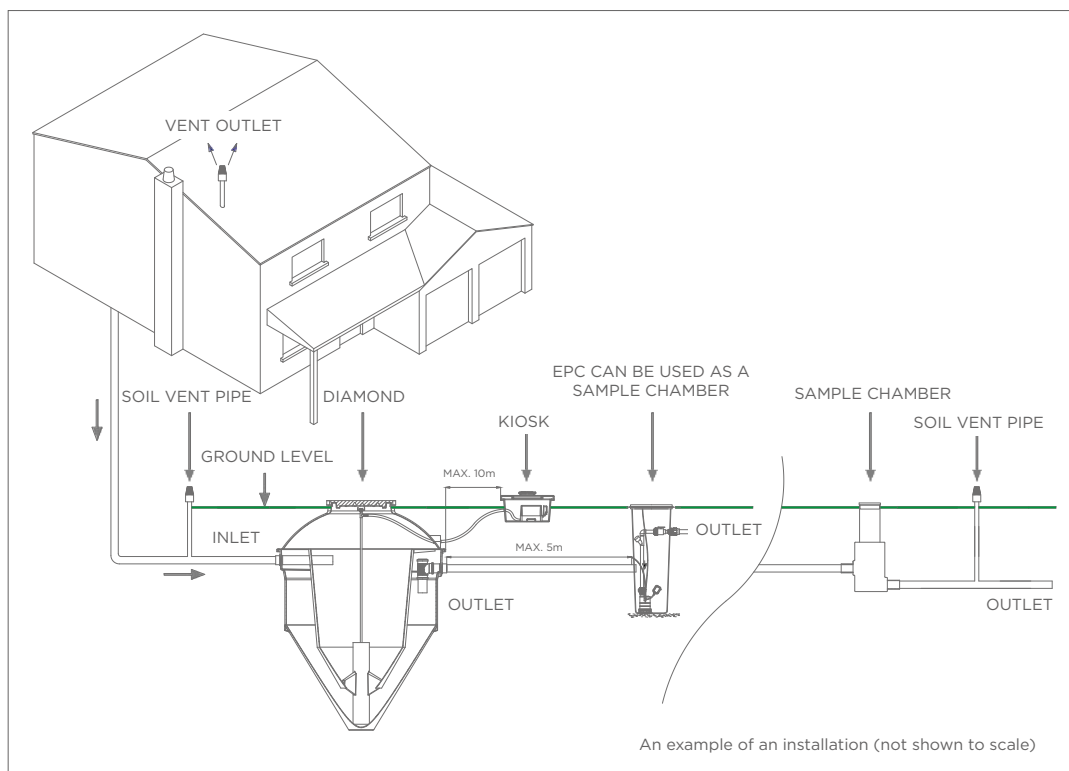 VENT OUTLET
EPC CAN BE USED AS A
SAMPLE CHAMBER
SOIL VENT PIPE
DIAMOND
SAMPLE CHAMBER
KIOSK
SOIL VENT PIPE
GROUND LEVEL
MAX. 10m
INLET
OUTLET
MAX. 5m
OUTLET
OUTLET
An example of an installation (not shown to scale)